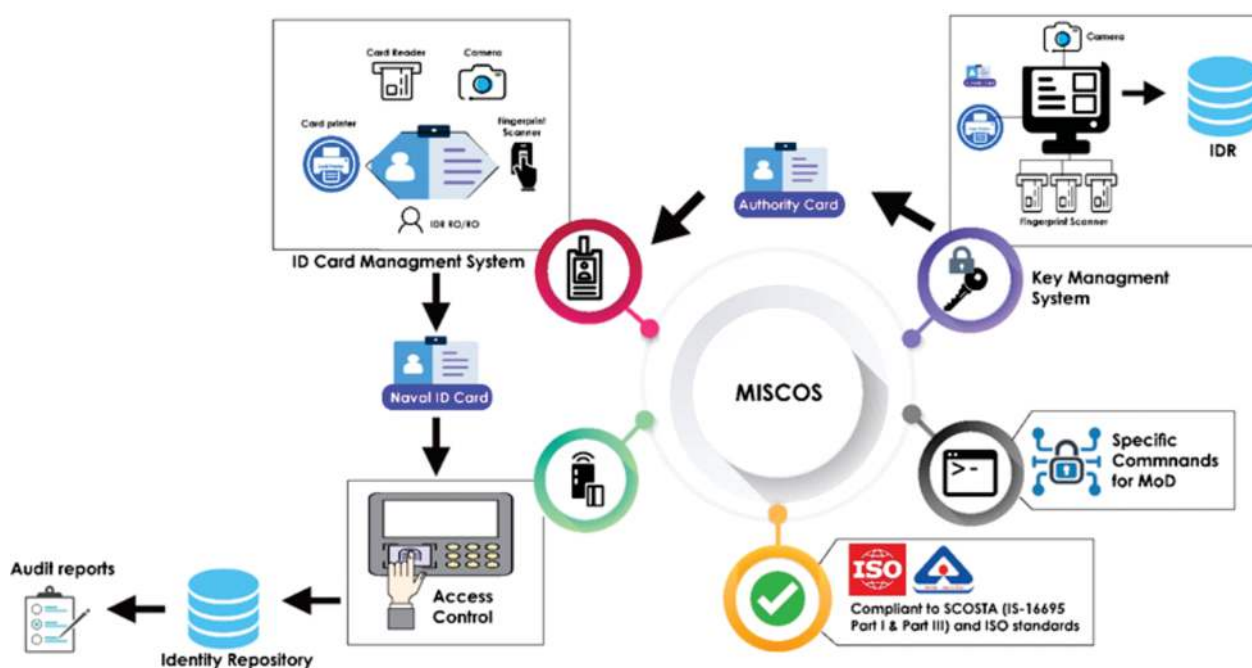 Card Reader
Camera
Card printer
Fingerprint
Scanner
IDR RO/RO
ID Card Managment System
Camera
IDR
Fingerprint Scanner
Authority Card
Key Managment
System
MISCOS
Naval ID Card
>-
Specific
Commnands
for MoD
ISO
Compliant to SCOSTA (IS-16695
Part I & Part III) and ISO standards
Access
Control
Audit reports
Identity Repository